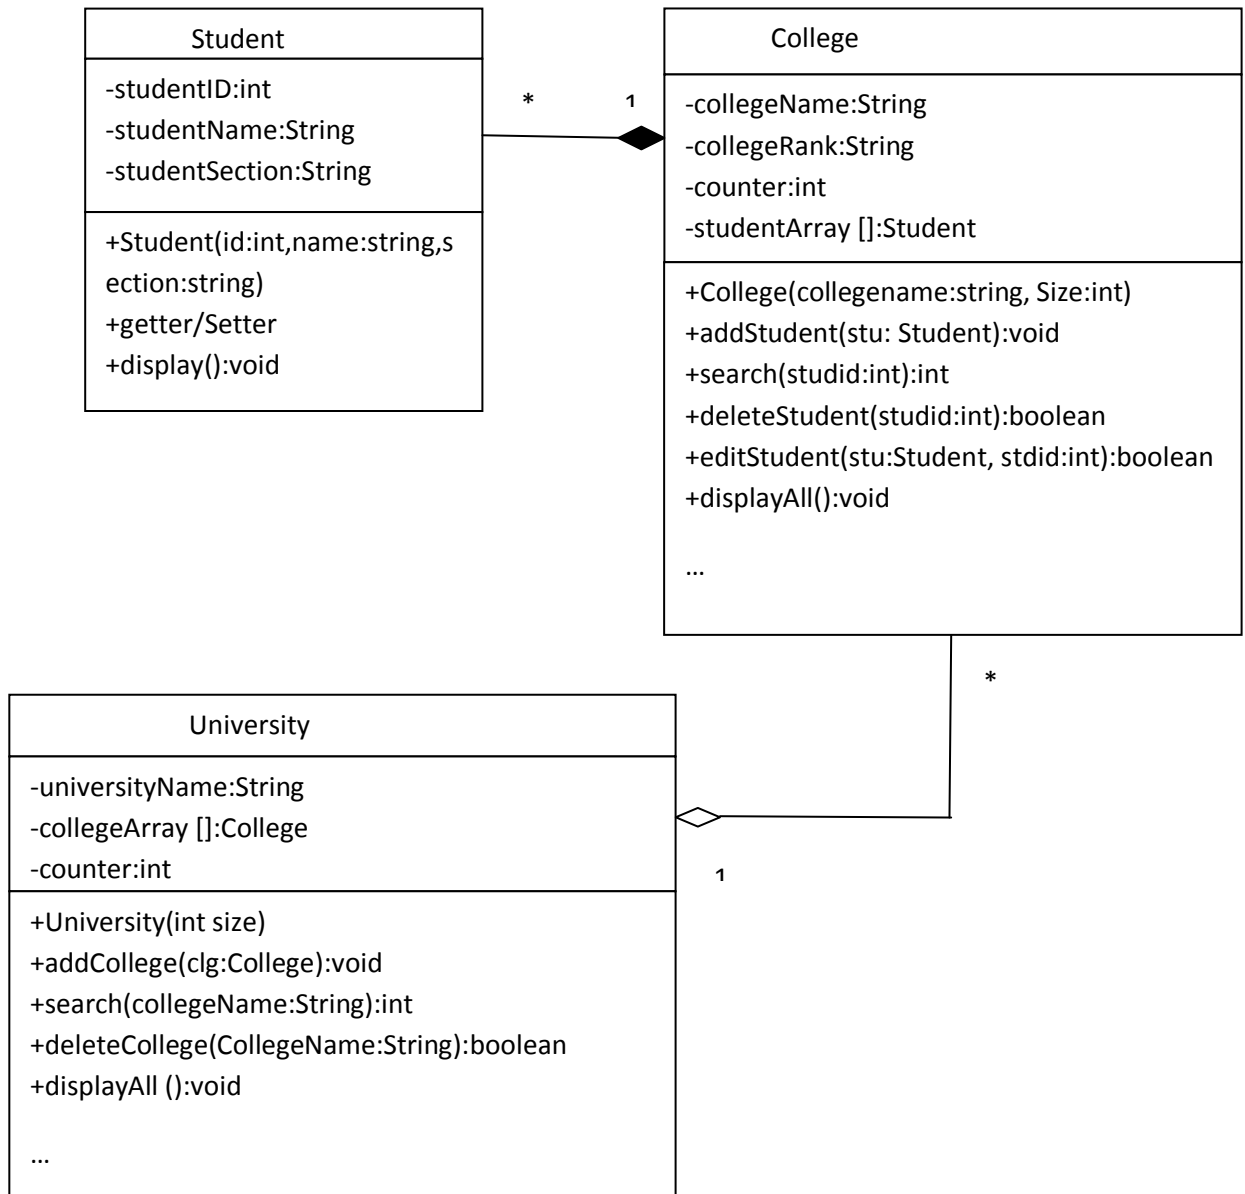 Student
-studentID:int
-studentName:String
-studentSection:String
+Student(id:int,name:string,s
ection:string)
+getter/Setter
+display():void
*
1
College
-collegeName:String
-collegeRank:String
-counter:int
-studentArray []:Student
+College(collegename:string, Size:int)
+addStudent(stu: Student):void
+search(studid:int):int
+deleteStudent(studid:int):boolean
+editStudent(stu:Student, stdid:int):boolean
+displayAll():void
...
*
1
University
-universityName:String
-collegeArray []:College
-counter:int
+University(int size)
+addCollege(clg:College):void
+search(collegeName:String):int
+deleteCollege(CollegeName:String):boolean
+displayAll ():void
...